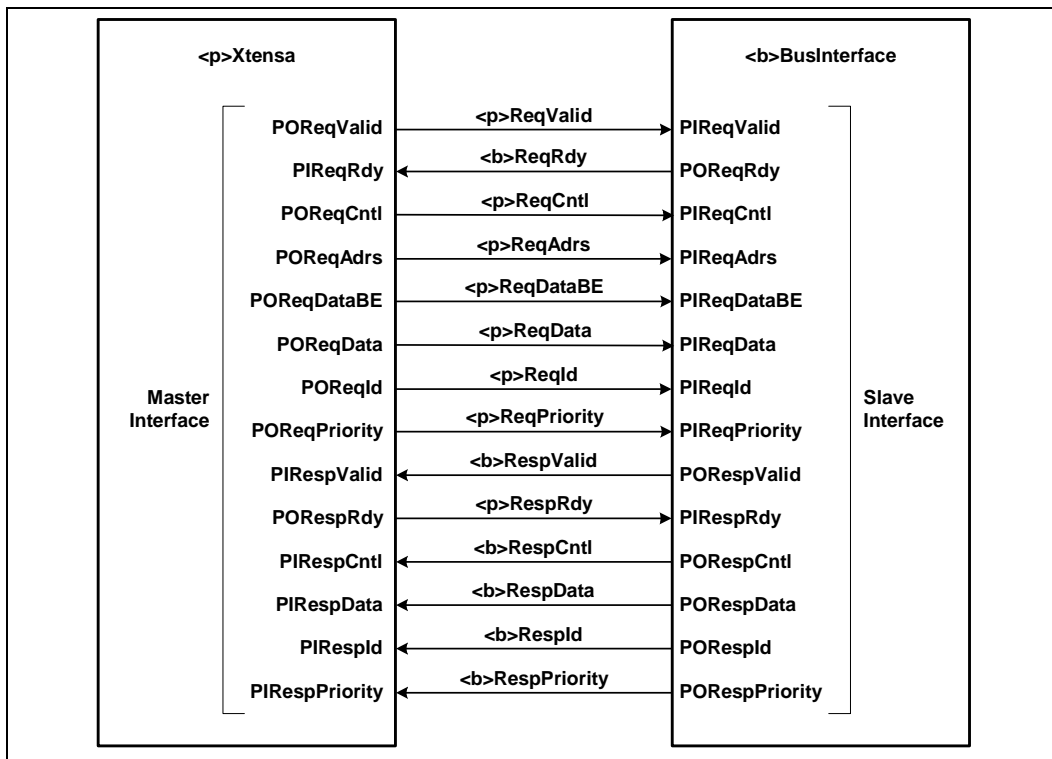 <p>Xtensa <b>BusInterface
POReqValid <p>ReqValid PIReqValid
PIReqRdy <b>ReqRdy POReqRdy
POReqCntl <p>ReqCntl PIReqCntl
POReqAdrs <p>ReqAdrs PIReqAdrs
POReqDataBE <p>ReqDataBE PIReqDataBE
POReqData <p>ReqData PIReqData
POReqId <p>ReqId PIReqId
Master Interface
Slave Interface
POReqPriority <p>ReqPriority PIReqPriority
PIRespValid <b>RespValid PORespValid
PORespRdy <p>RespRdy PIRespRdy
PIRespCntl <b>RespCntl PORespCntl
PIRespData <b>RespData PORespData
PIRespId <b>RespId PORespId
PIRespPriority <b>RespPriority PORespPriority